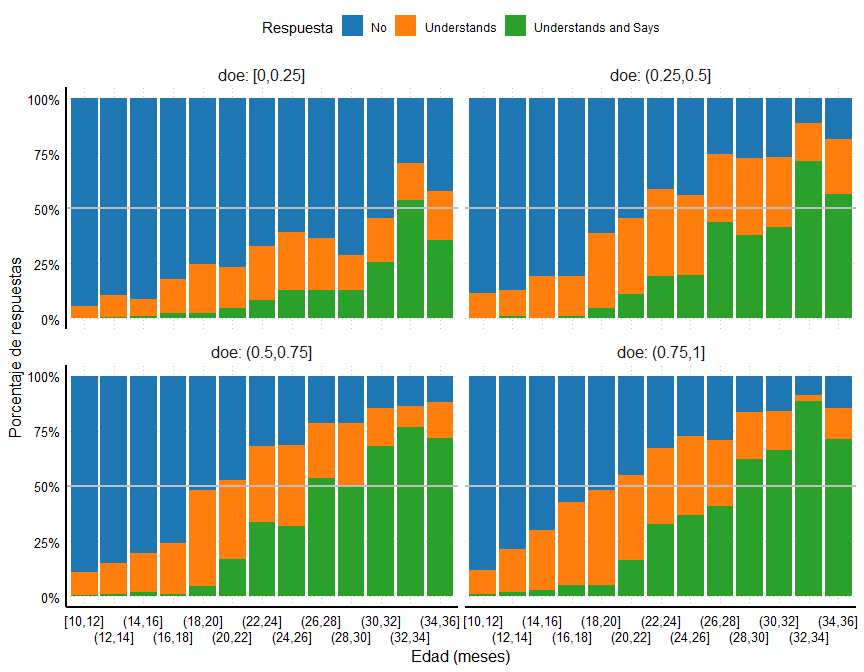 Respuesta No Understands Understands and Says
doe: [0,0.25] doe: (0.25,0.5]
100%
75%
50%
25%
0%
doe: (0.5,0.75] doe: (0.75,1]
100%
75%
50%
25%
0%
Porcentaje de respuestas
[10,12] (14,16] (18,20] (22,24] (26,28] (30,32] (34,36] [10,12] (14,16] (18,20] (22,24] (26,28] (30,32] (34,36]
(12,14] (16,18] (20,22] (24,26] (28,30] (32,34] (12,14] (16,18] (20,22] (24,26] (28,30] (32,34]
Edad (meses)